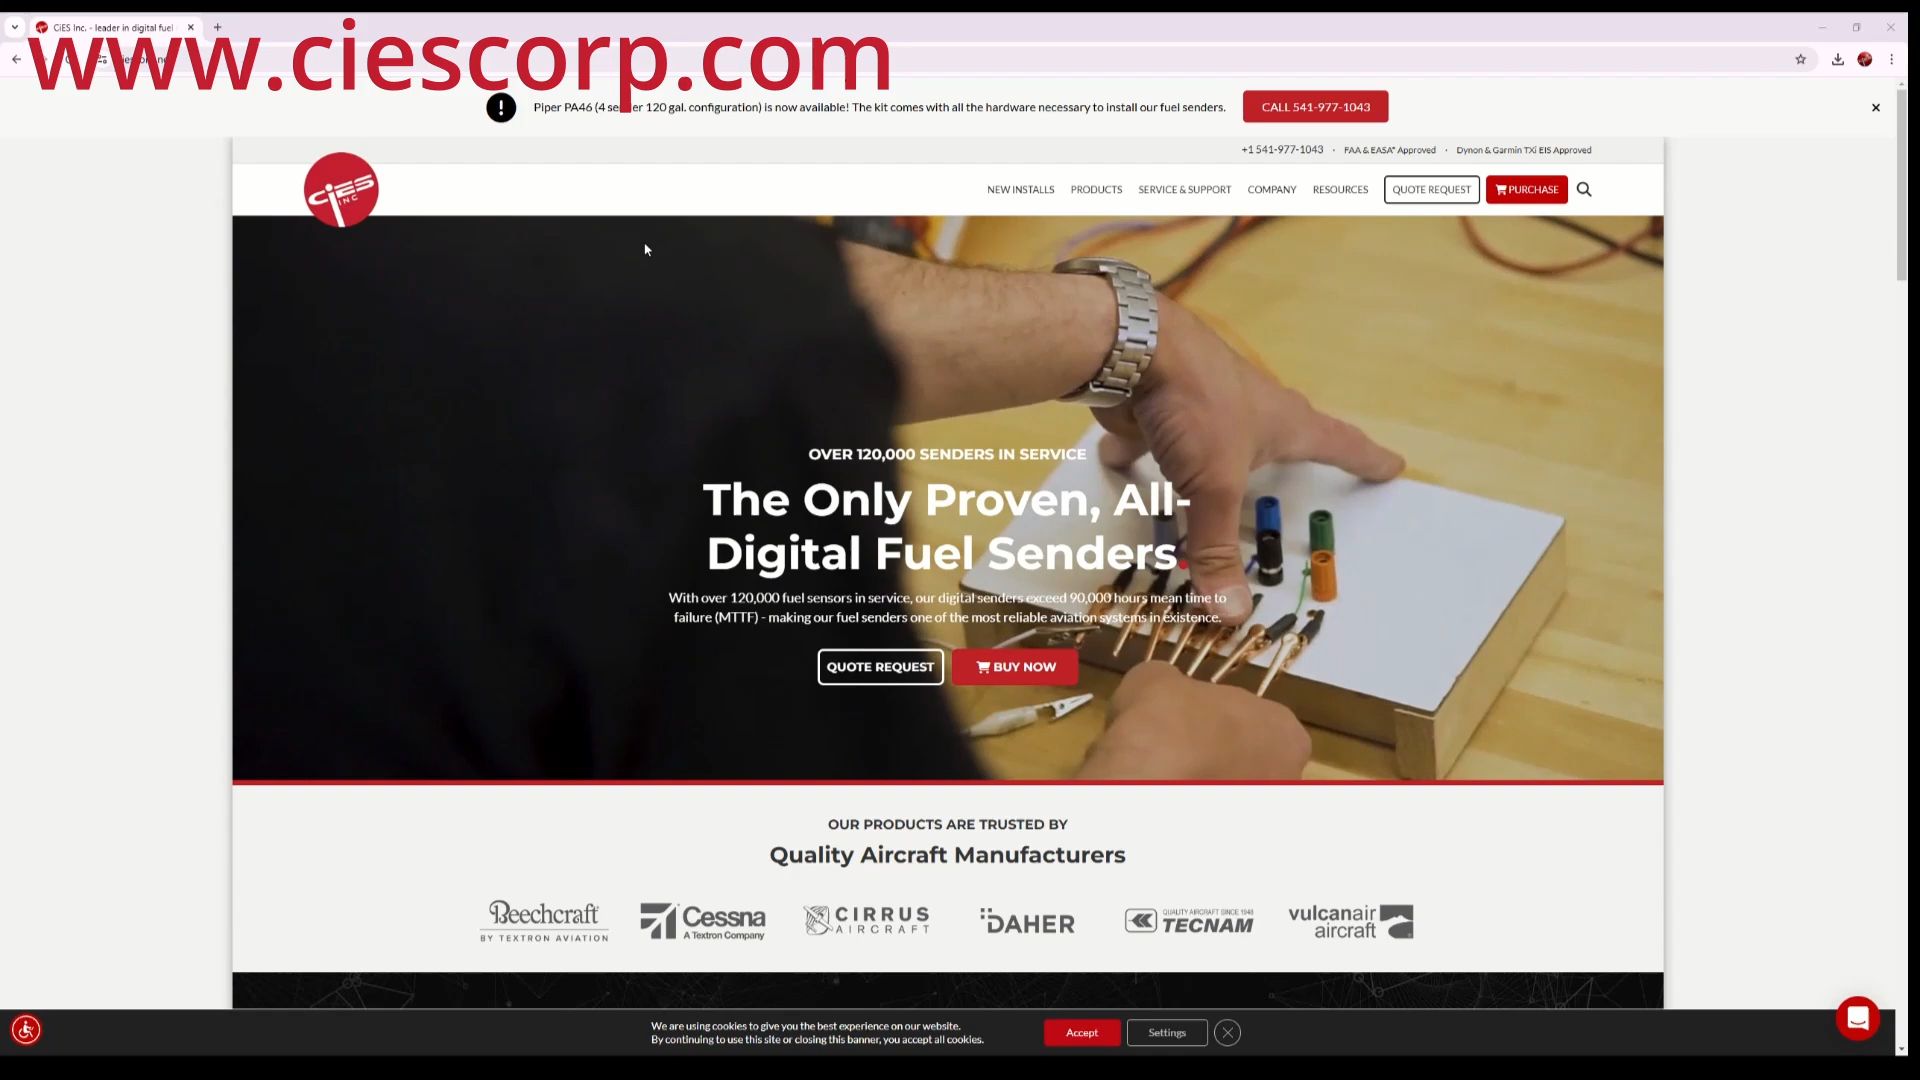 CiES Inc. - leader in digital fuel
www.ciescorp.com
Piper PA46 (4 sender 120 gal. configuration) is now available! The kit comes with all the hardware necessary to install our fuel senders.
CALL 541-977-1043
+1 541-977-1043 · FAA & EASA* Approved · Dynon & Garmin TXi EIS Approved
CiES
INC
NEW INSTALLS PRODUCTS SERVICE & SUPPORT COMPANY RESOURCES QUOTE REQUEST PURCHASE
OVER 120,000 SENDERS IN SERVICE
The Only Proven, All-
Digital Fuel Senders.
With over 120,000 fuel sensors in service, our digital senders exceed 90,000 hours mean time to
failure (MTTF) - making our fuel senders one of the most reliable aviation systems in existence.
QUOTE REQUEST BUY NOW
OUR PRODUCTS ARE TRUSTED BY
Quality Aircraft Manufacturers
Beechcraft
BY TEXTRON AVIATION
Cessna
A Textron Company
CIRRUS
AIRCRAFT
DAHER
QUALITY AIRCRAFT SINCE 1948
TECNAM
vulcanair
aircraft
We are using cookies to give you the best experience on our website.
By continuing to use this site or closing this banner, you accept all cookies.
Accept Settings